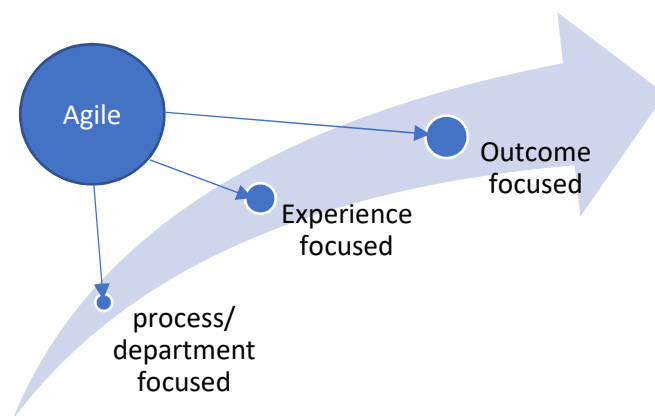 Agile
Outcome
focused
Experience
focused
process/
department
focused